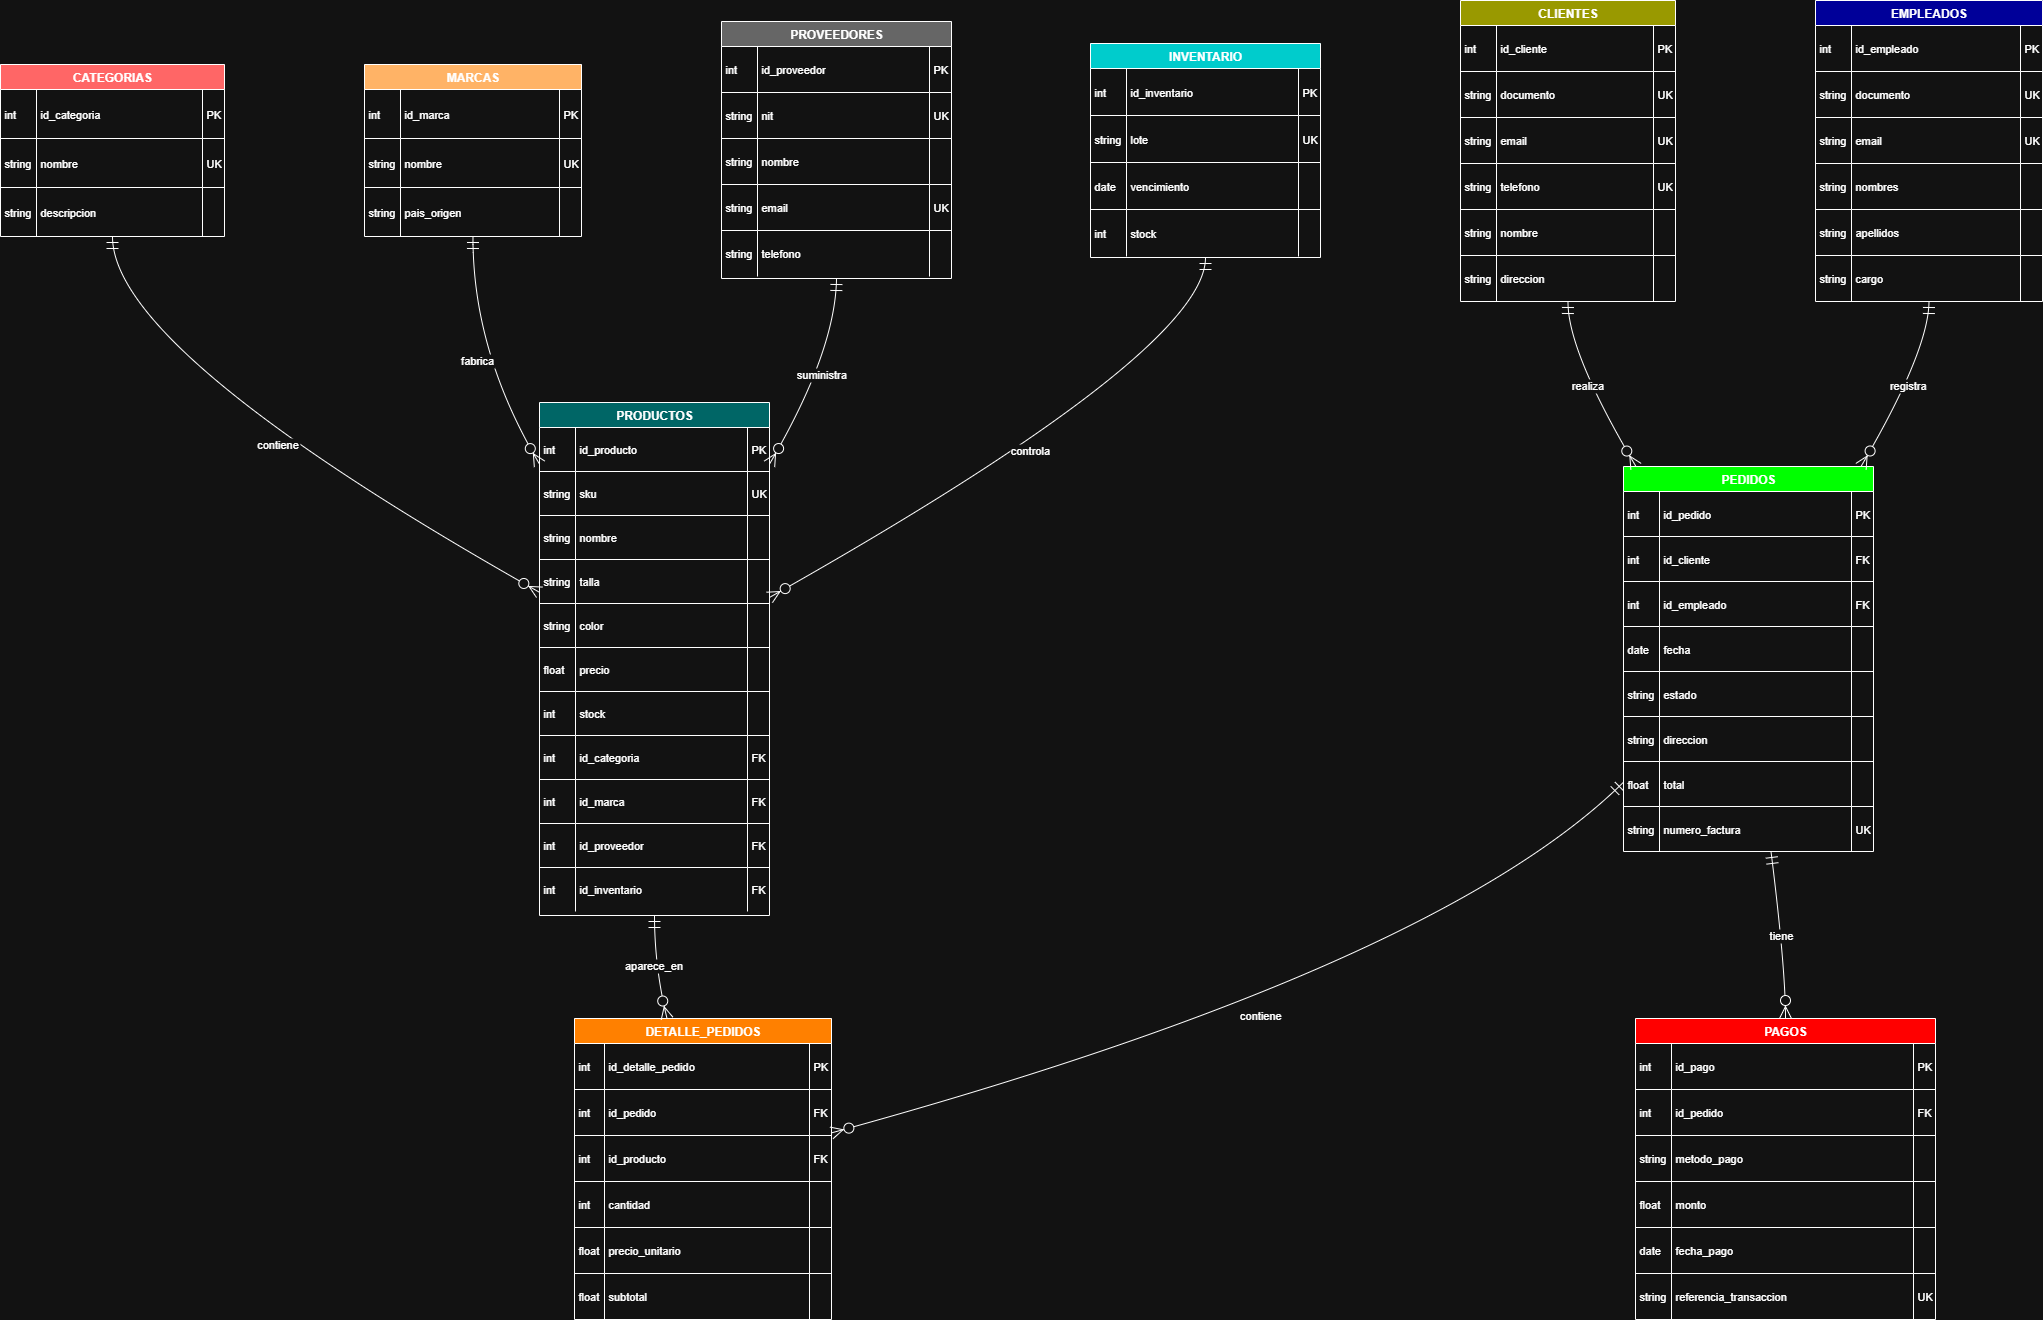 CATEGORIAS
int id_categoria PK
string nombre UK
string descripcion
MARCAS
int id_marca PK
string nombre UK
string pais_origen
PROVEEDORES
int id_proveedor PK
string nit UK
string nombre
string email UK
string telefono
INVENTARIO
int id_inventario PK
string lote UK
date vencimiento
int stock
CLIENTES
int id_cliente PK
string documento UK
string email UK
string telefono UK
string nombre
string direccion
EMPLEADOS
int id_empleado PK
string documento UK
string email UK
string nombres
string apellidos
string cargo
contiene
fabrica
suministra
controla
realiza
registra
PRODUCTOS
int id_producto PK
string sku UK
string nombre
string talla
string color
float precio
int stock
int id_categoria FK
int id_marca FK
int id_proveedor FK
int id_inventario FK
PEDIDOS
int id_pedido PK
int id_cliente FK
int id_empleado FK
date fecha
string estado
string direccion
float total
string numero_factura UK
aparece_en
contiene
tiene
DETALLE_PEDIDOS
int id_detalle_pedido PK
int id_pedido FK
int id_producto FK
int cantidad
float precio_unitario
float subtotal
PAGOS
int id_pago PK
int id_pedido FK
string metodo_pago
float monto
date fecha_pago
string referencia_transaccion UK